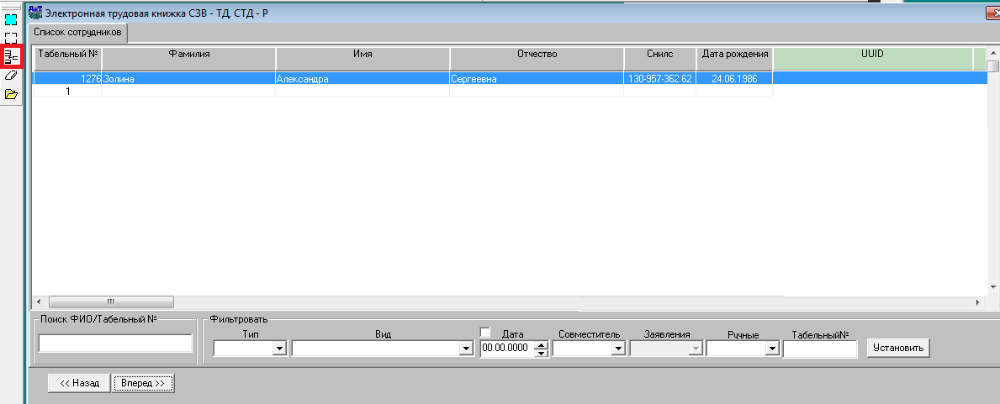 Электронная трудовая книжка СЗВ - ТД, СТД - Р
Список сотрудников
Табельный № Фамилия Имя Отчество Снилс Дата рождения UUID
1276 Золина Александра Сергеевна 130-957-362 62 24.06.1986
1
Поиск ФИО/Табельный №
Фильтровать
Тип Вид Дата Совместитель Заявления Ручные Табельный№
00.00.0000 Установить
<< Назад Вперед >>